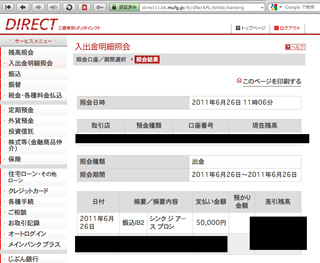 認証済み
direct11.bk.mufg.jp/ib/dfw/APL/bnkib/banking
Google で検索
DIRECT 三菱東京UFJダイレクト
トップページ
ログアウト
サービスメニュー
残高照会
入出金明細照会
振込
振替
税金・各種料金払込
定期預金
外貨預金
投資信託
株式等（金融商品仲介）
保険
住宅ローン・その他ローン
クレジットカード
各種手続
ご相談
お取引記録
オートログイン
メインバンク プラス
じぶん銀行
入出金明細照会
ヘルプ
照会口座／期間選択
照会結果
このページを印刷する
照会日時 2011年6月26日 11時06分
取引店 預金種類 口座番号 現在残高
照会種類 出金
照会期間 2011年6月26日～2011年6月26日
日付 摘要／摘要内容 支払い金額 預かり金額 差引残高
2011年6月26日 振込IB2 シンク ジ アース プロシ 50,000円